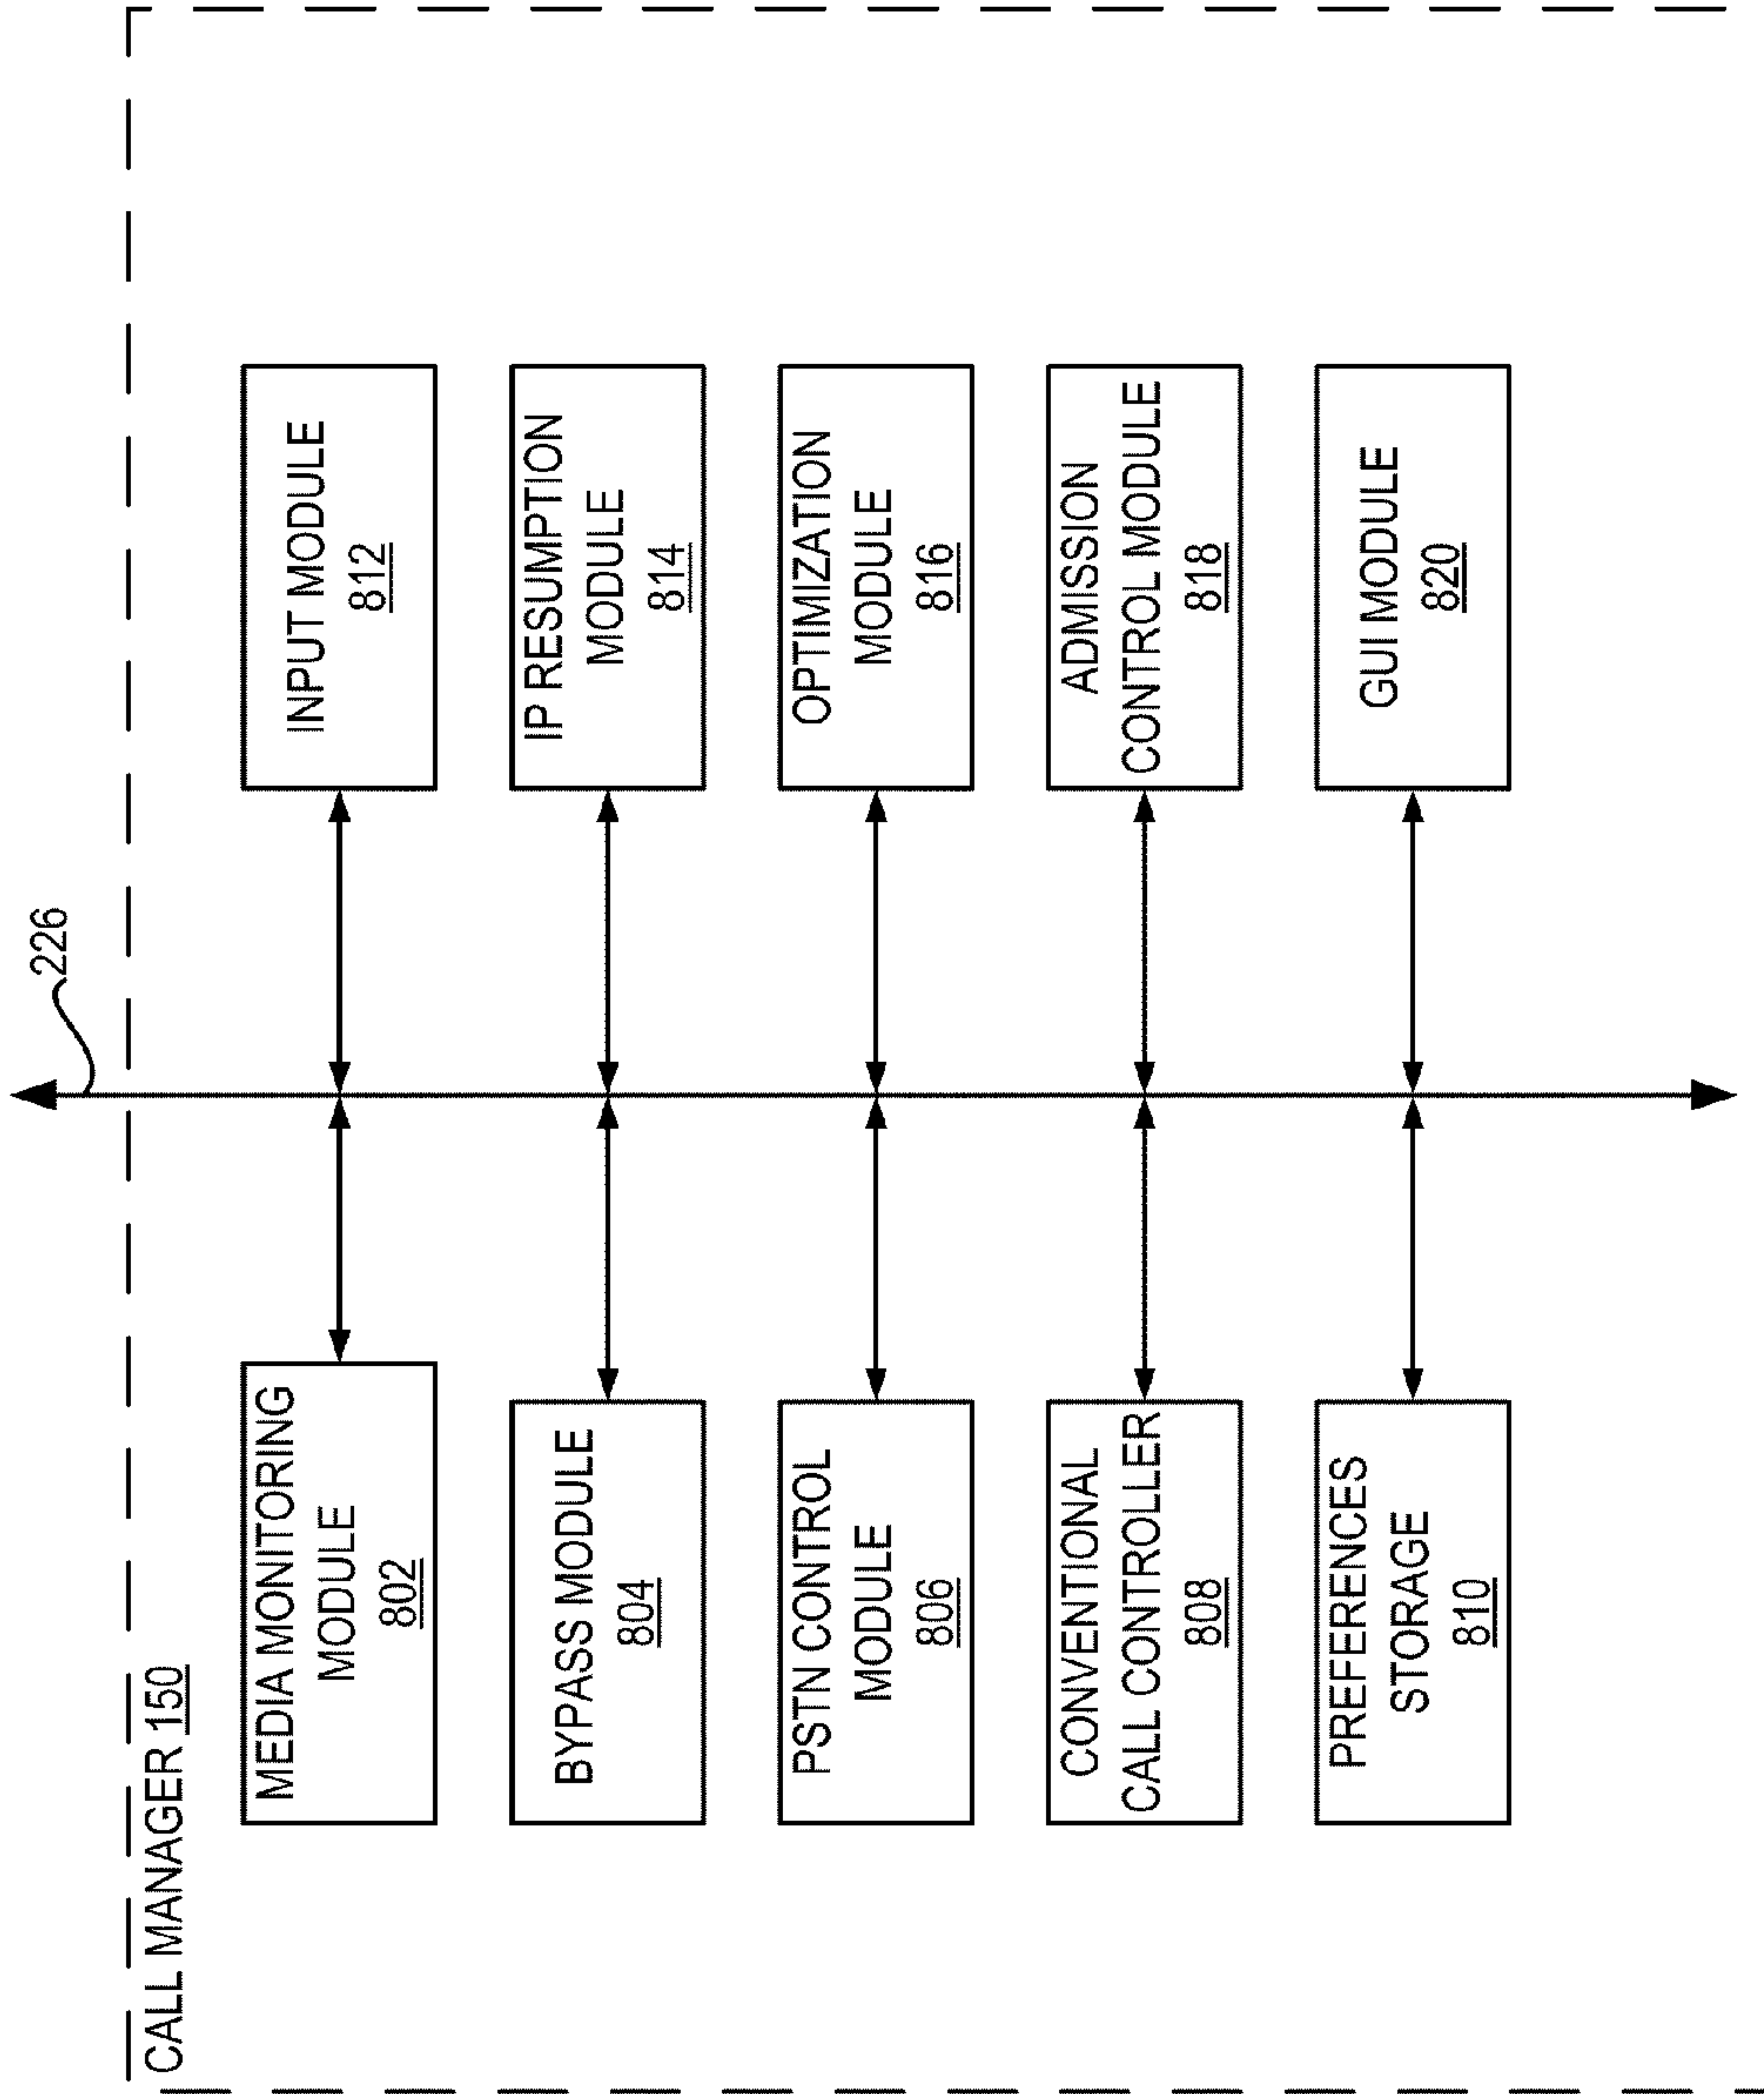 226
CALL MANAGER 150
MEDIA MONITORING
MODULE
802
INPUT MODULE
812
BYPASS MODULE
804
IP RESUMPTION
MODULE
814
PSTN CONTROL
MODULE
806
OPTIMIZATION
MODULE
816
CONVENTIONAL
CALL CONTROLLER
808
ADMISSION
CONTROL MODULE
818
PREFERENCES
STORAGE
810
GUI MODULE
820